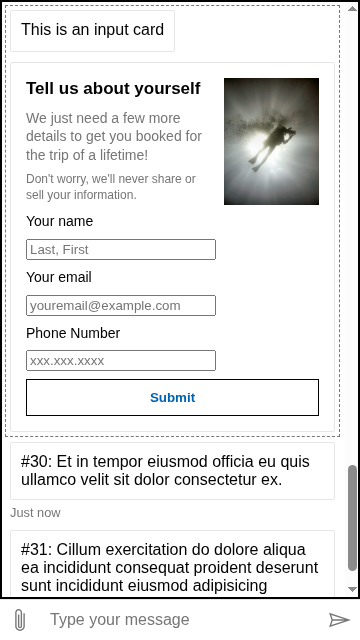 This is an input card
Tell us about yourself
We just need a few more
details to get you booked for
the trip of a lifetime!
Don't worry, we'll never share or
sell your information.
Your name
Last, First
Your email
youremail@example.com
Phone Number
xxx.xxx.xxxx
Submit
#30: Et in tempor eiusmod officia eu quis
ullamco velit sit dolor consectetur ex.
Just now
#31: Cillum exercitation do dolore aliqua
ea incididunt consequat proident deserunt
sunt incididunt eiusmod adipisicing
Type your message